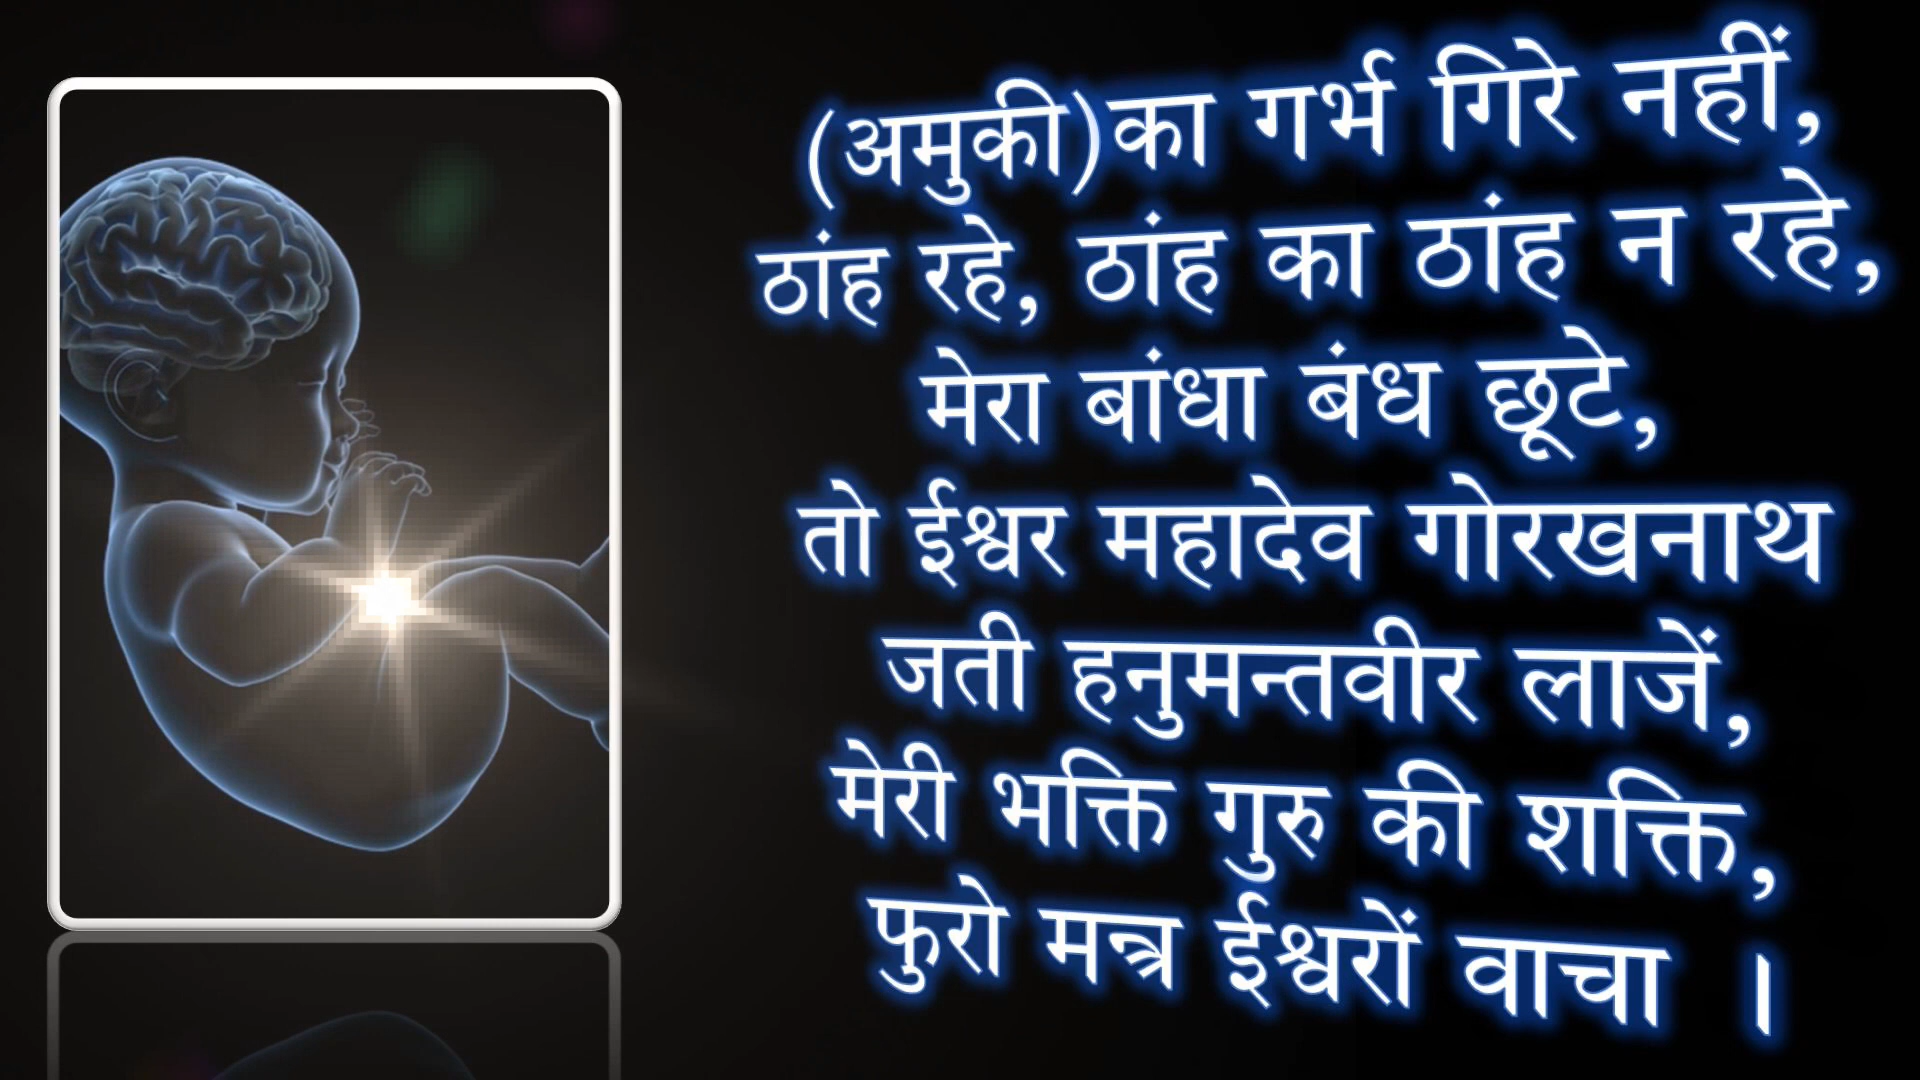 (अमुकी)का गर्भ गिरे नहीं,
ठांह रहे, ठांह का ठांह न रहे,
मेरा बांधा बंध छूटे,
तो ईश्वर महादेव गोरखनाथ
जती हनुमन्तवीर लाजें,
मेरी भक्ति गुरु की शक्ति,
फुरो मन्त्र ईश्वरों वाचा ।